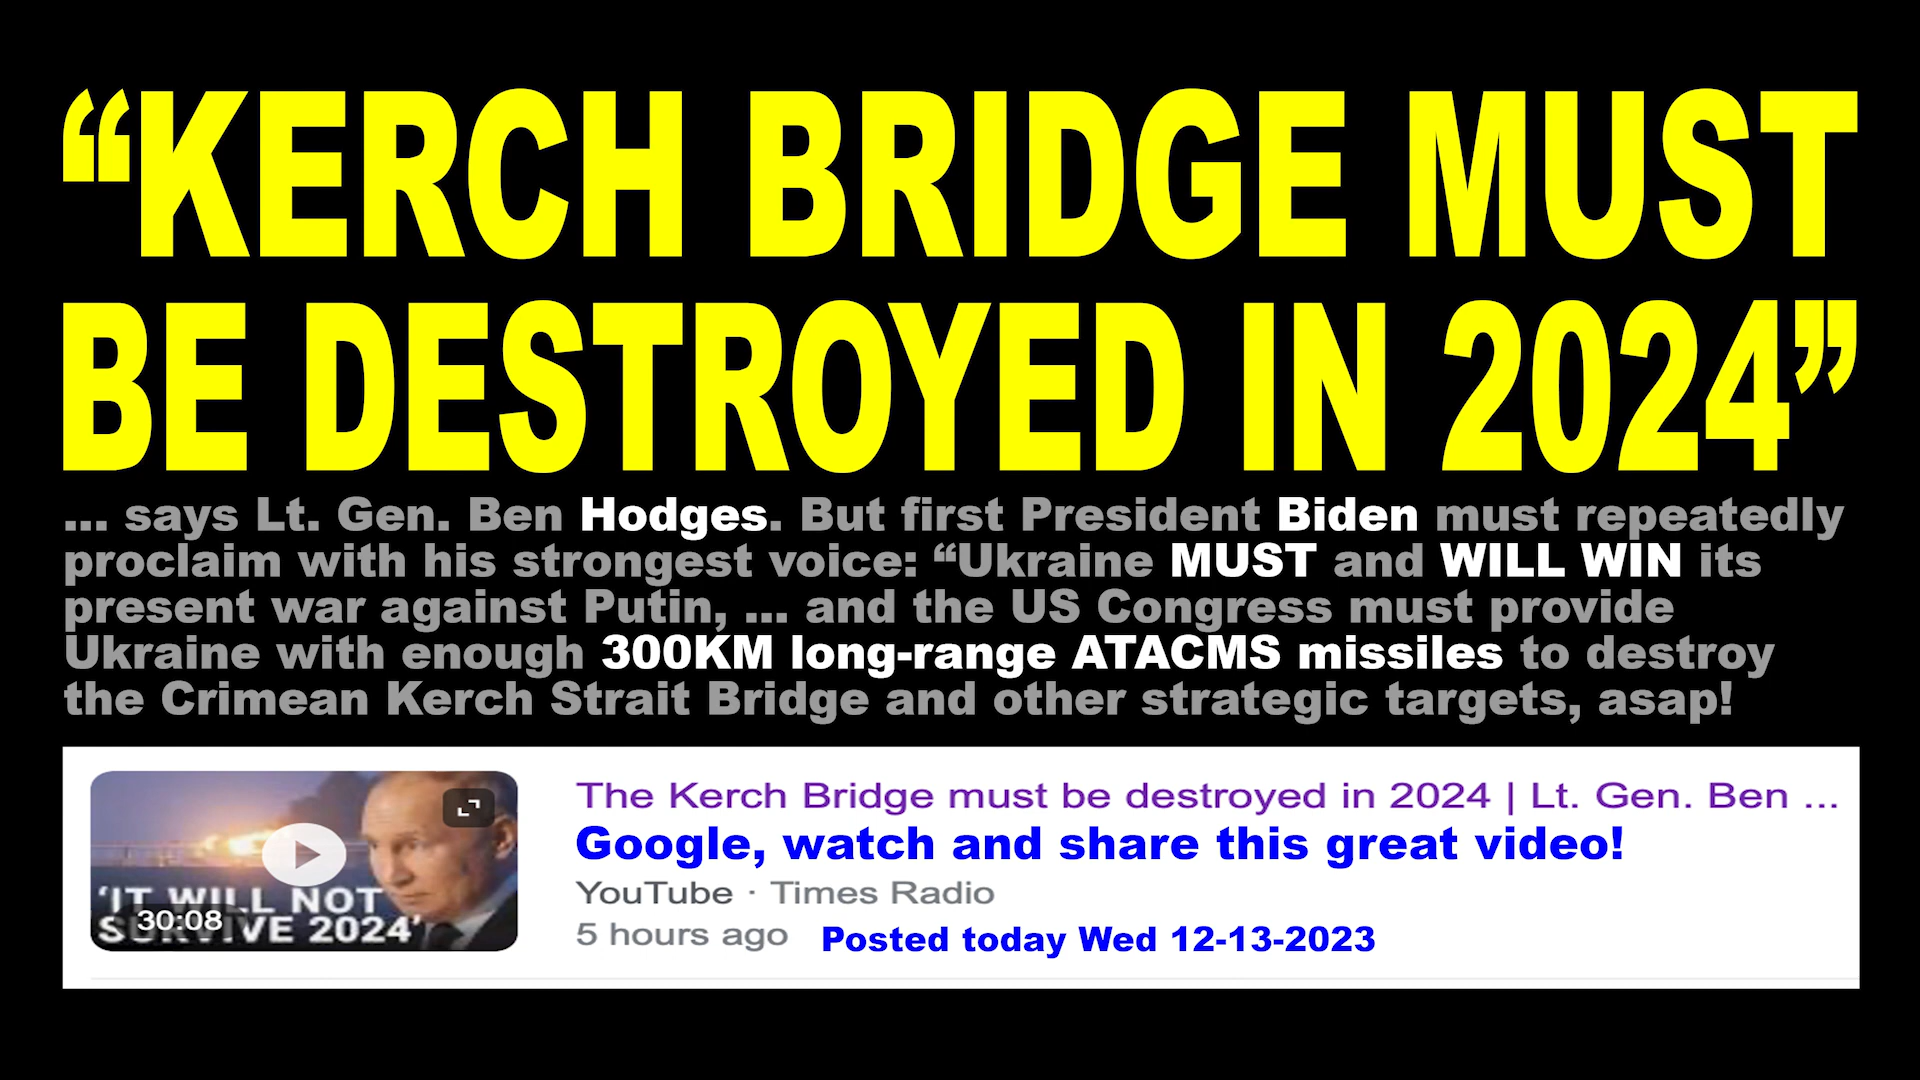 “KERCH BRIDGE MUST
BE DESTROYED IN 2024”
... says Lt. Gen. Ben Hodges. But first President Biden must repeatedly
proclaim with his strongest voice: “Ukraine MUST and WILL WIN its
present war against Putin, ... and the US Congress must provide
Ukraine with enough 300KM long-range ATACMS missiles to destroy
the Crimean Kerch Strait Bridge and other strategic targets, asap!
The Kerch Bridge must be destroyed in 2024 | Lt. Gen. Ben ...
Google, watch and share this great video!
YouTube · Times Radio
5 hours ago Posted today Wed 12-13-2023
‘IT WILL NOT
SURVIVE 2024’
30:08